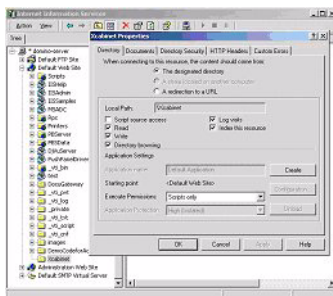 Internet Information Services
Action View
Tree
Default FTP Site
Default Web Site
Scripts
IISHelp
IISAdmin
IISSamples
MSADC
Rpc
Printers
PBServer
PBSData
_vti_bin
test
DocuGateway
_vti_pvt
_vti_log
_private
_vti_txt
_vti_script
_vti_cnf
images
Xcabinet
Administration Web Site
Default SMTP Virtual Server
Xcabinet Properties
Directory Documents Directory Security HTTP Headers Custom Errors
When connecting to this resource, the content should come from:
The designated directory
A share located on another computer
A redirection to a URL
Local Path: \Xcabinet
Script source access
Read
Write
Directory browsing
Log visits
Index this resource
Application Settings
Application name: Default Application
Create
Starting point: <Default Web Site>
Configuration...
Execute Permissions: Scripts only
Application Protection: High (Isolated)
Unload
OK Cancel Apply Help